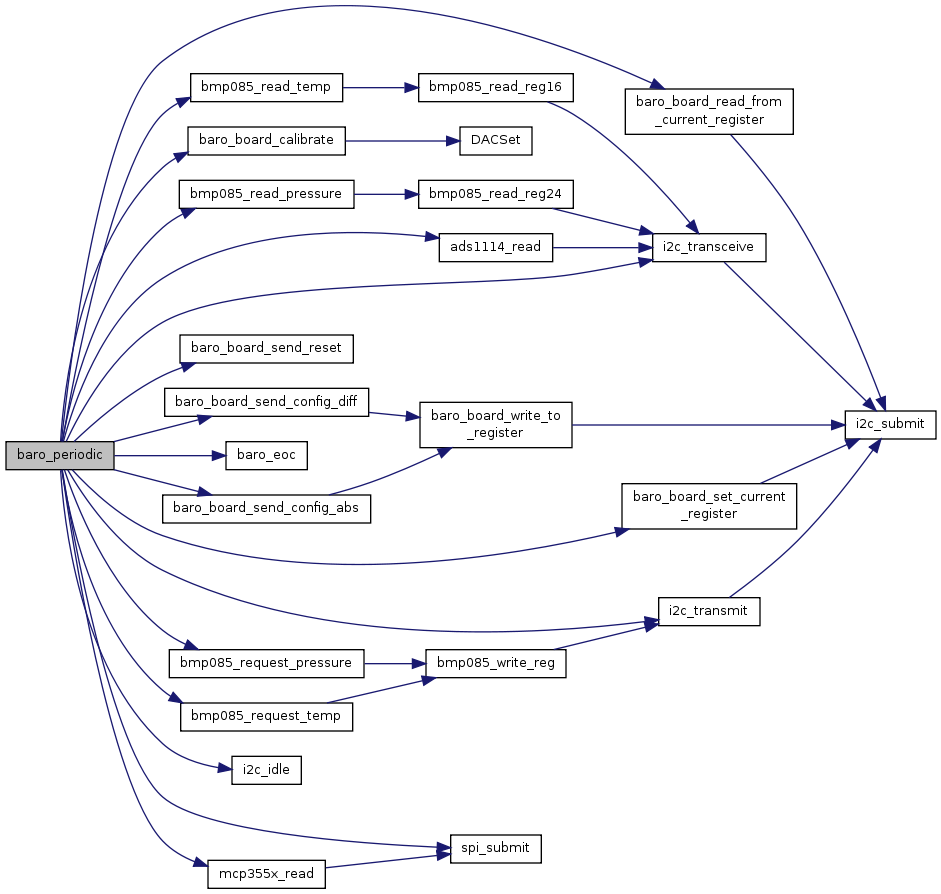 bmp085_read_temp
bmp085_read_reg16
baro_board_read_from
_current_register
baro_board_calibrate
DACSet
bmp085_read_pressure
bmp085_read_reg24
ads1114_read
i2c_transceive
baro_board_send_reset
baro_board_send_config_diff
baro_board_write_to
_register
i2c_submit
baro_periodic
baro_eoc
baro_board_send_config_abs
baro_board_set_current
_register
i2c_transmit
bmp085_request_pressure
bmp085_write_reg
bmp085_request_temp
i2c_idle
spi_submit
mcp355x_read